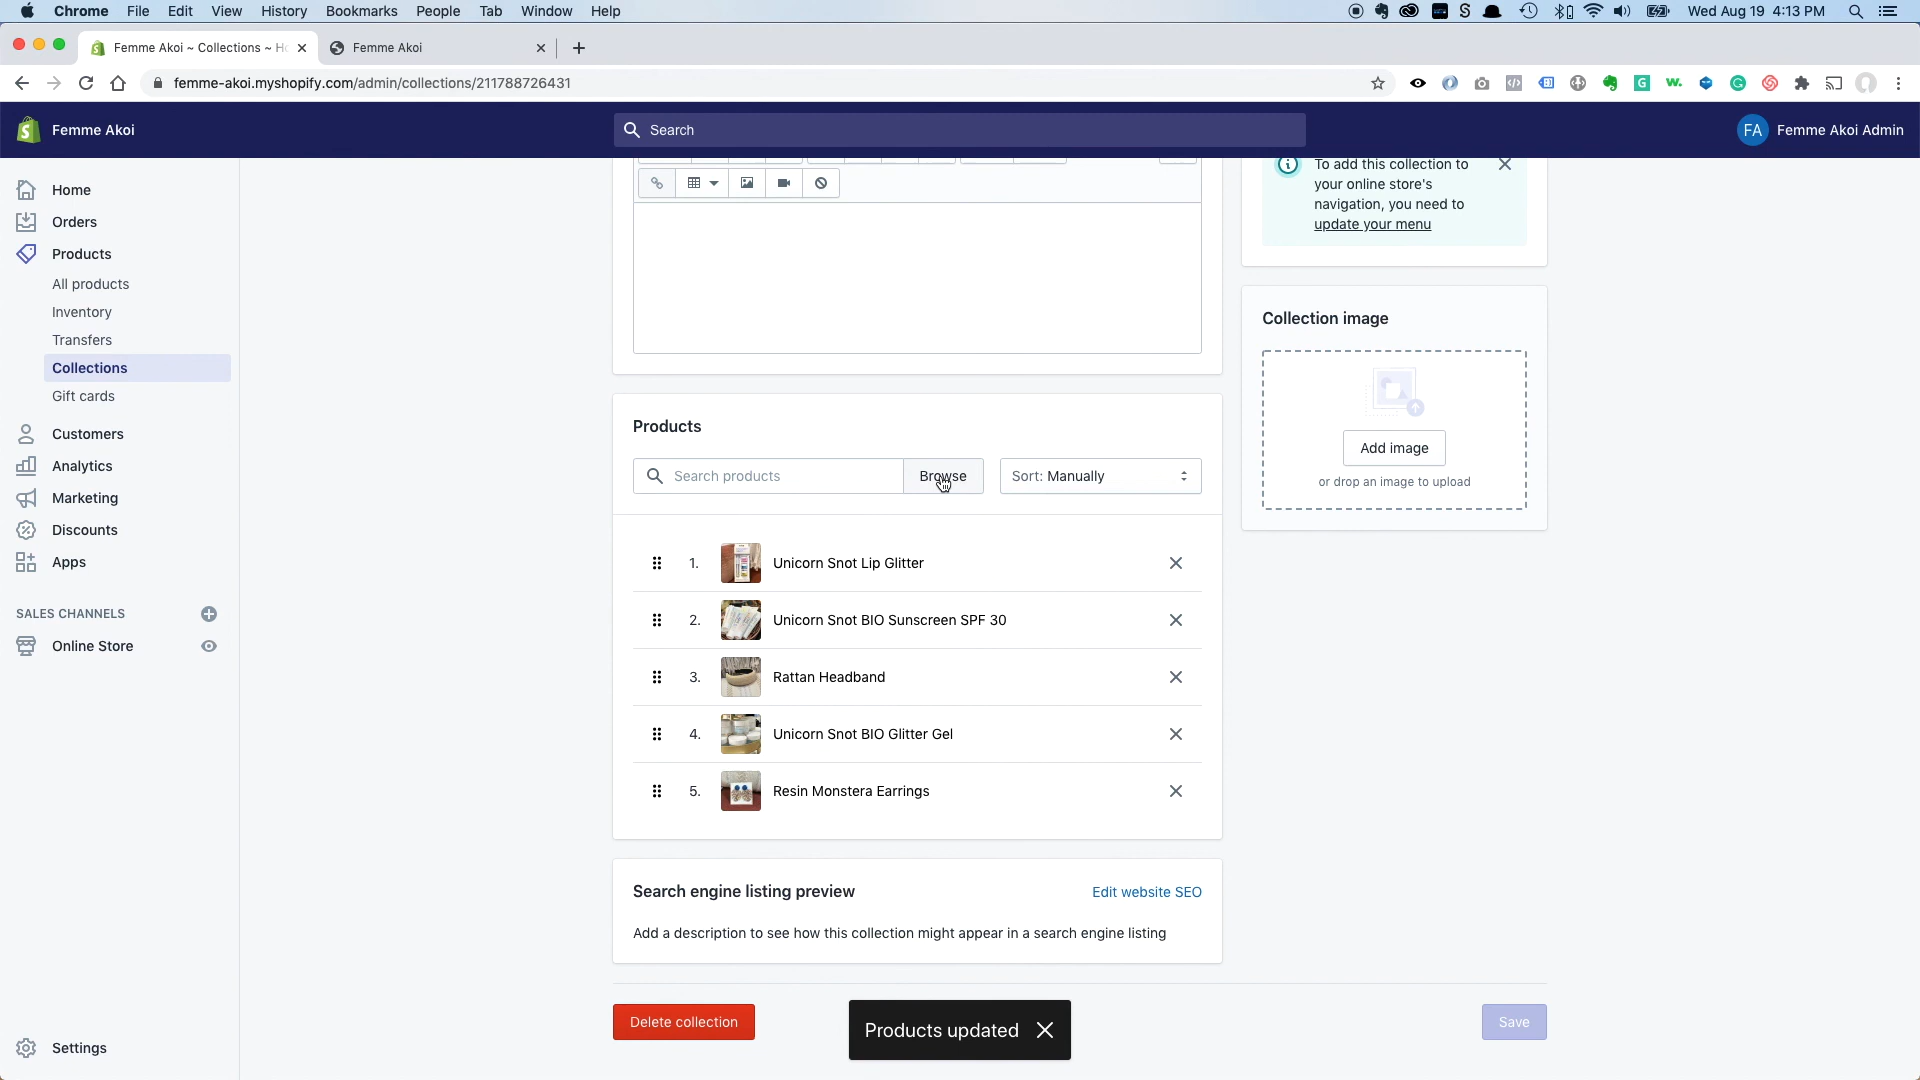 Chrome File Edit View History Bookmarks People Tab Window Help Wed Aug 19 4:13 PM
Femme Akoi ~ Collections ~ Ho Femme Akoi
femme-akoi.myshopify.com/admin/collections/211788726431
Femme Akoi
Search
FA Femme Akoi Admin
Home
Orders
Products
All products
Inventory
Transfers
Collections
Gift cards
Customers
Analytics
Marketing
Discounts
Apps
SALES CHANNELS
Online Store
Settings
To add this collection to
your online store's
navigation, you need to
update your menu
Collection image
Add image
or drop an image to upload
Products
Search products Browse Sort: Manually
1. Unicorn Snot Lip Glitter
2. Unicorn Snot BIO Sunscreen SPF 30
3. Rattan Headband
4. Unicorn Snot BIO Glitter Gel
5. Resin Monstera Earrings
Search engine listing preview Edit website SEO
Add a description to see how this collection might appear in a search engine listing
Delete collection Products updated Save